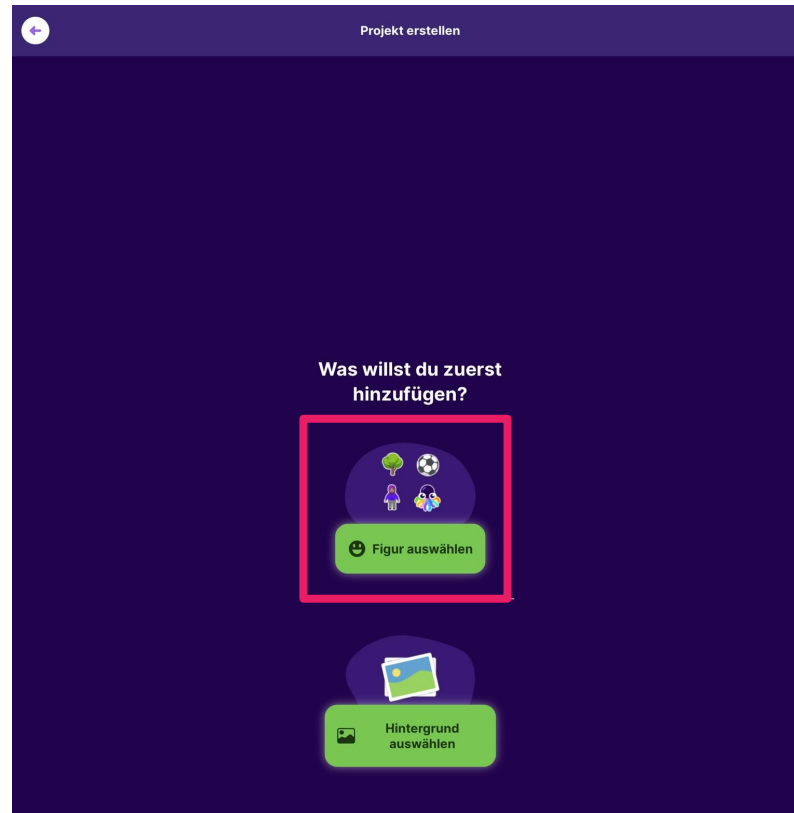 Projekt erstellen
Was willst du zuerst
hinzufügen?
Figur auswählen
Hintergrund
auswählen